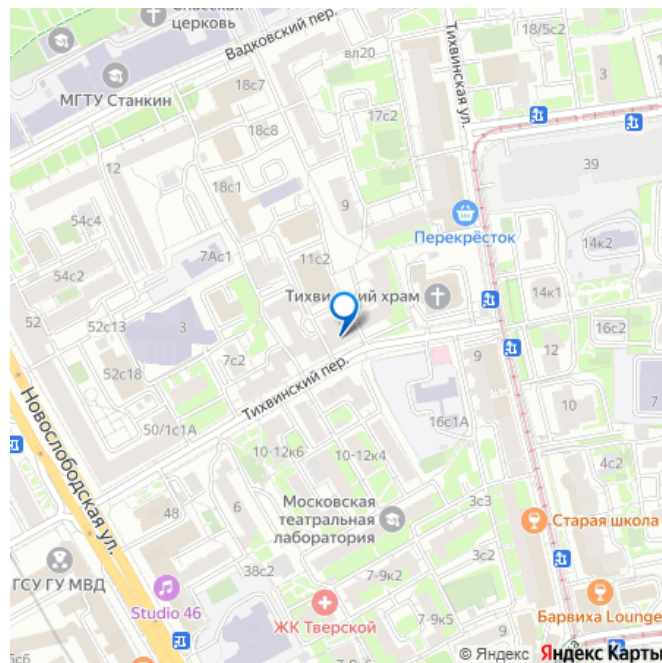 Спасская
церковь
Вадковский пер.
вл20
Тихвинская ул.
18/5с2
3
МГТУ Станкин
18с7
17с2
18с8
39
12
18с1
9
54с4
Перекрёсток
14к2
7Ас1
11с2
54с2
Тихвинский храм
14к1
52
52с13
3
16с2
7с2
9
12
52с18
Тихвинский пер.
7
Новослободская ул.
50/1с1А
16с1А
10
10-12к6
10-12к4
4с2
48
6
Московская
театральная
лаборатория
3с3
Старая школа
ГСУ ГУ МВД
38с2
3с2
7-9к2
Studio 46
ЖК Тверской
7-9к5
Барвиха Lounge
5с6
© Яндекс Яндекс Карты